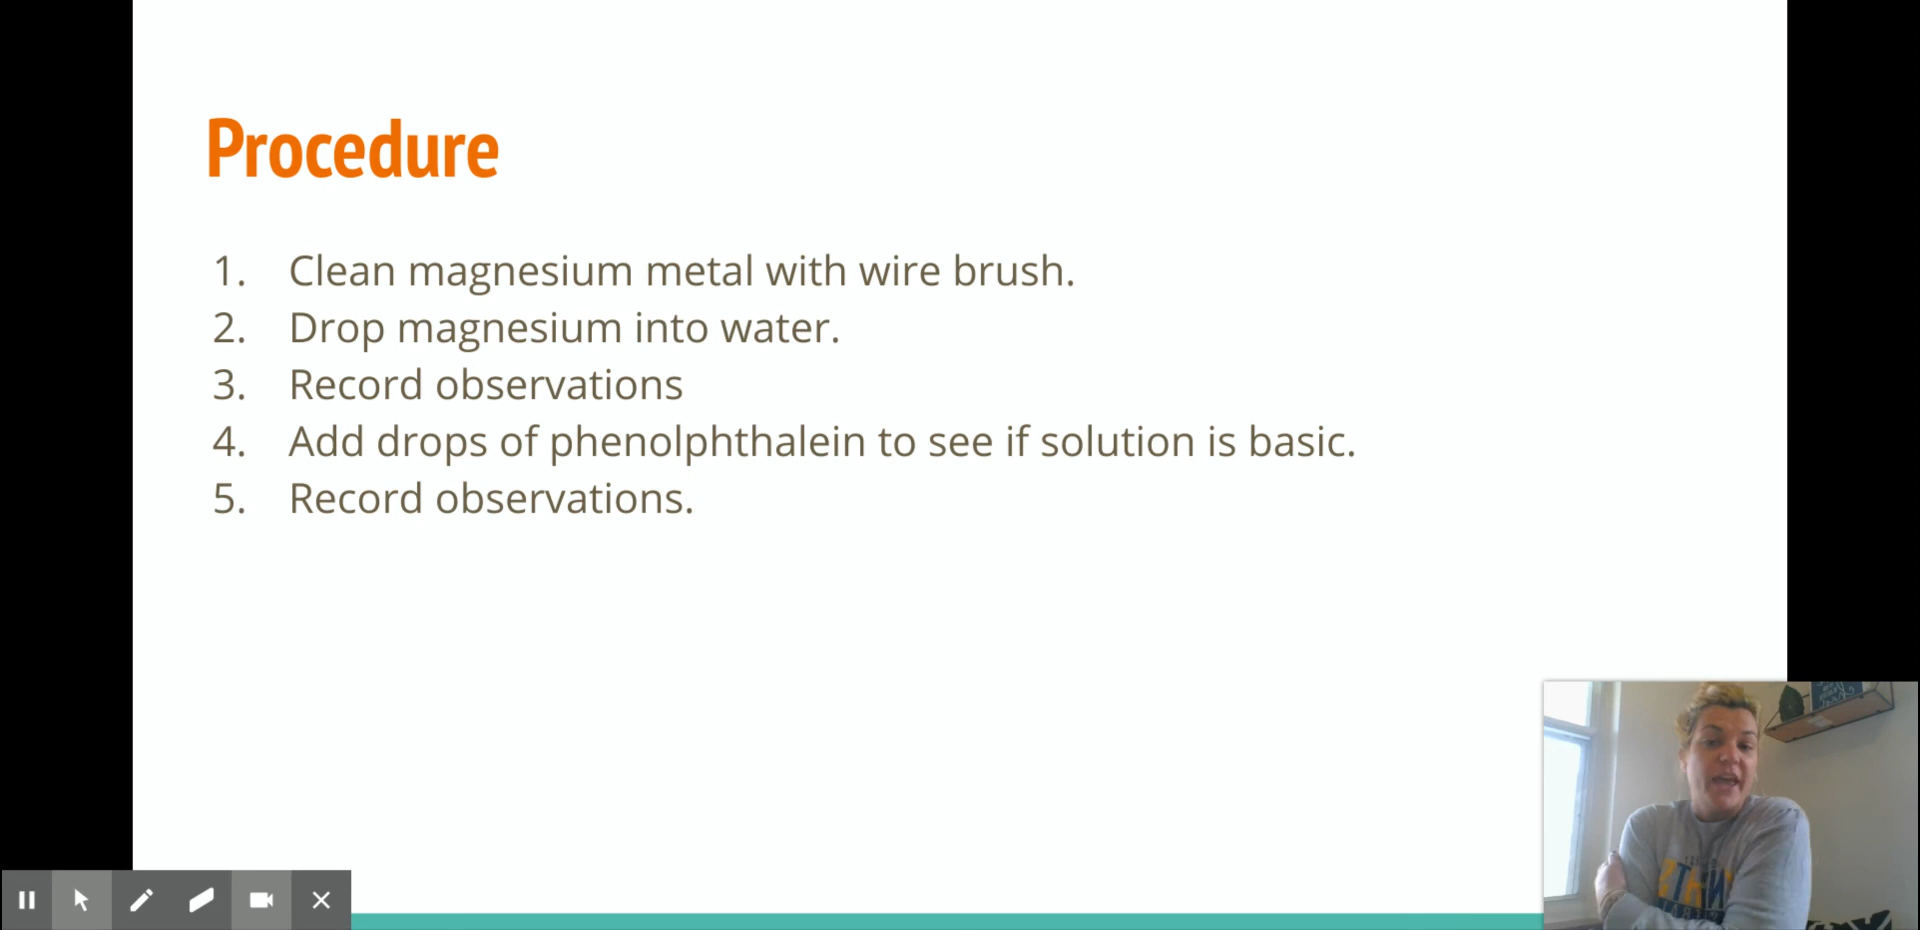 Procedure
1. Clean magnesium metal with wire brush.
2. Drop magnesium into water.
3. Record observations
4. Add drops of phenolphthalein to see if solution is basic.
5. Record observations.